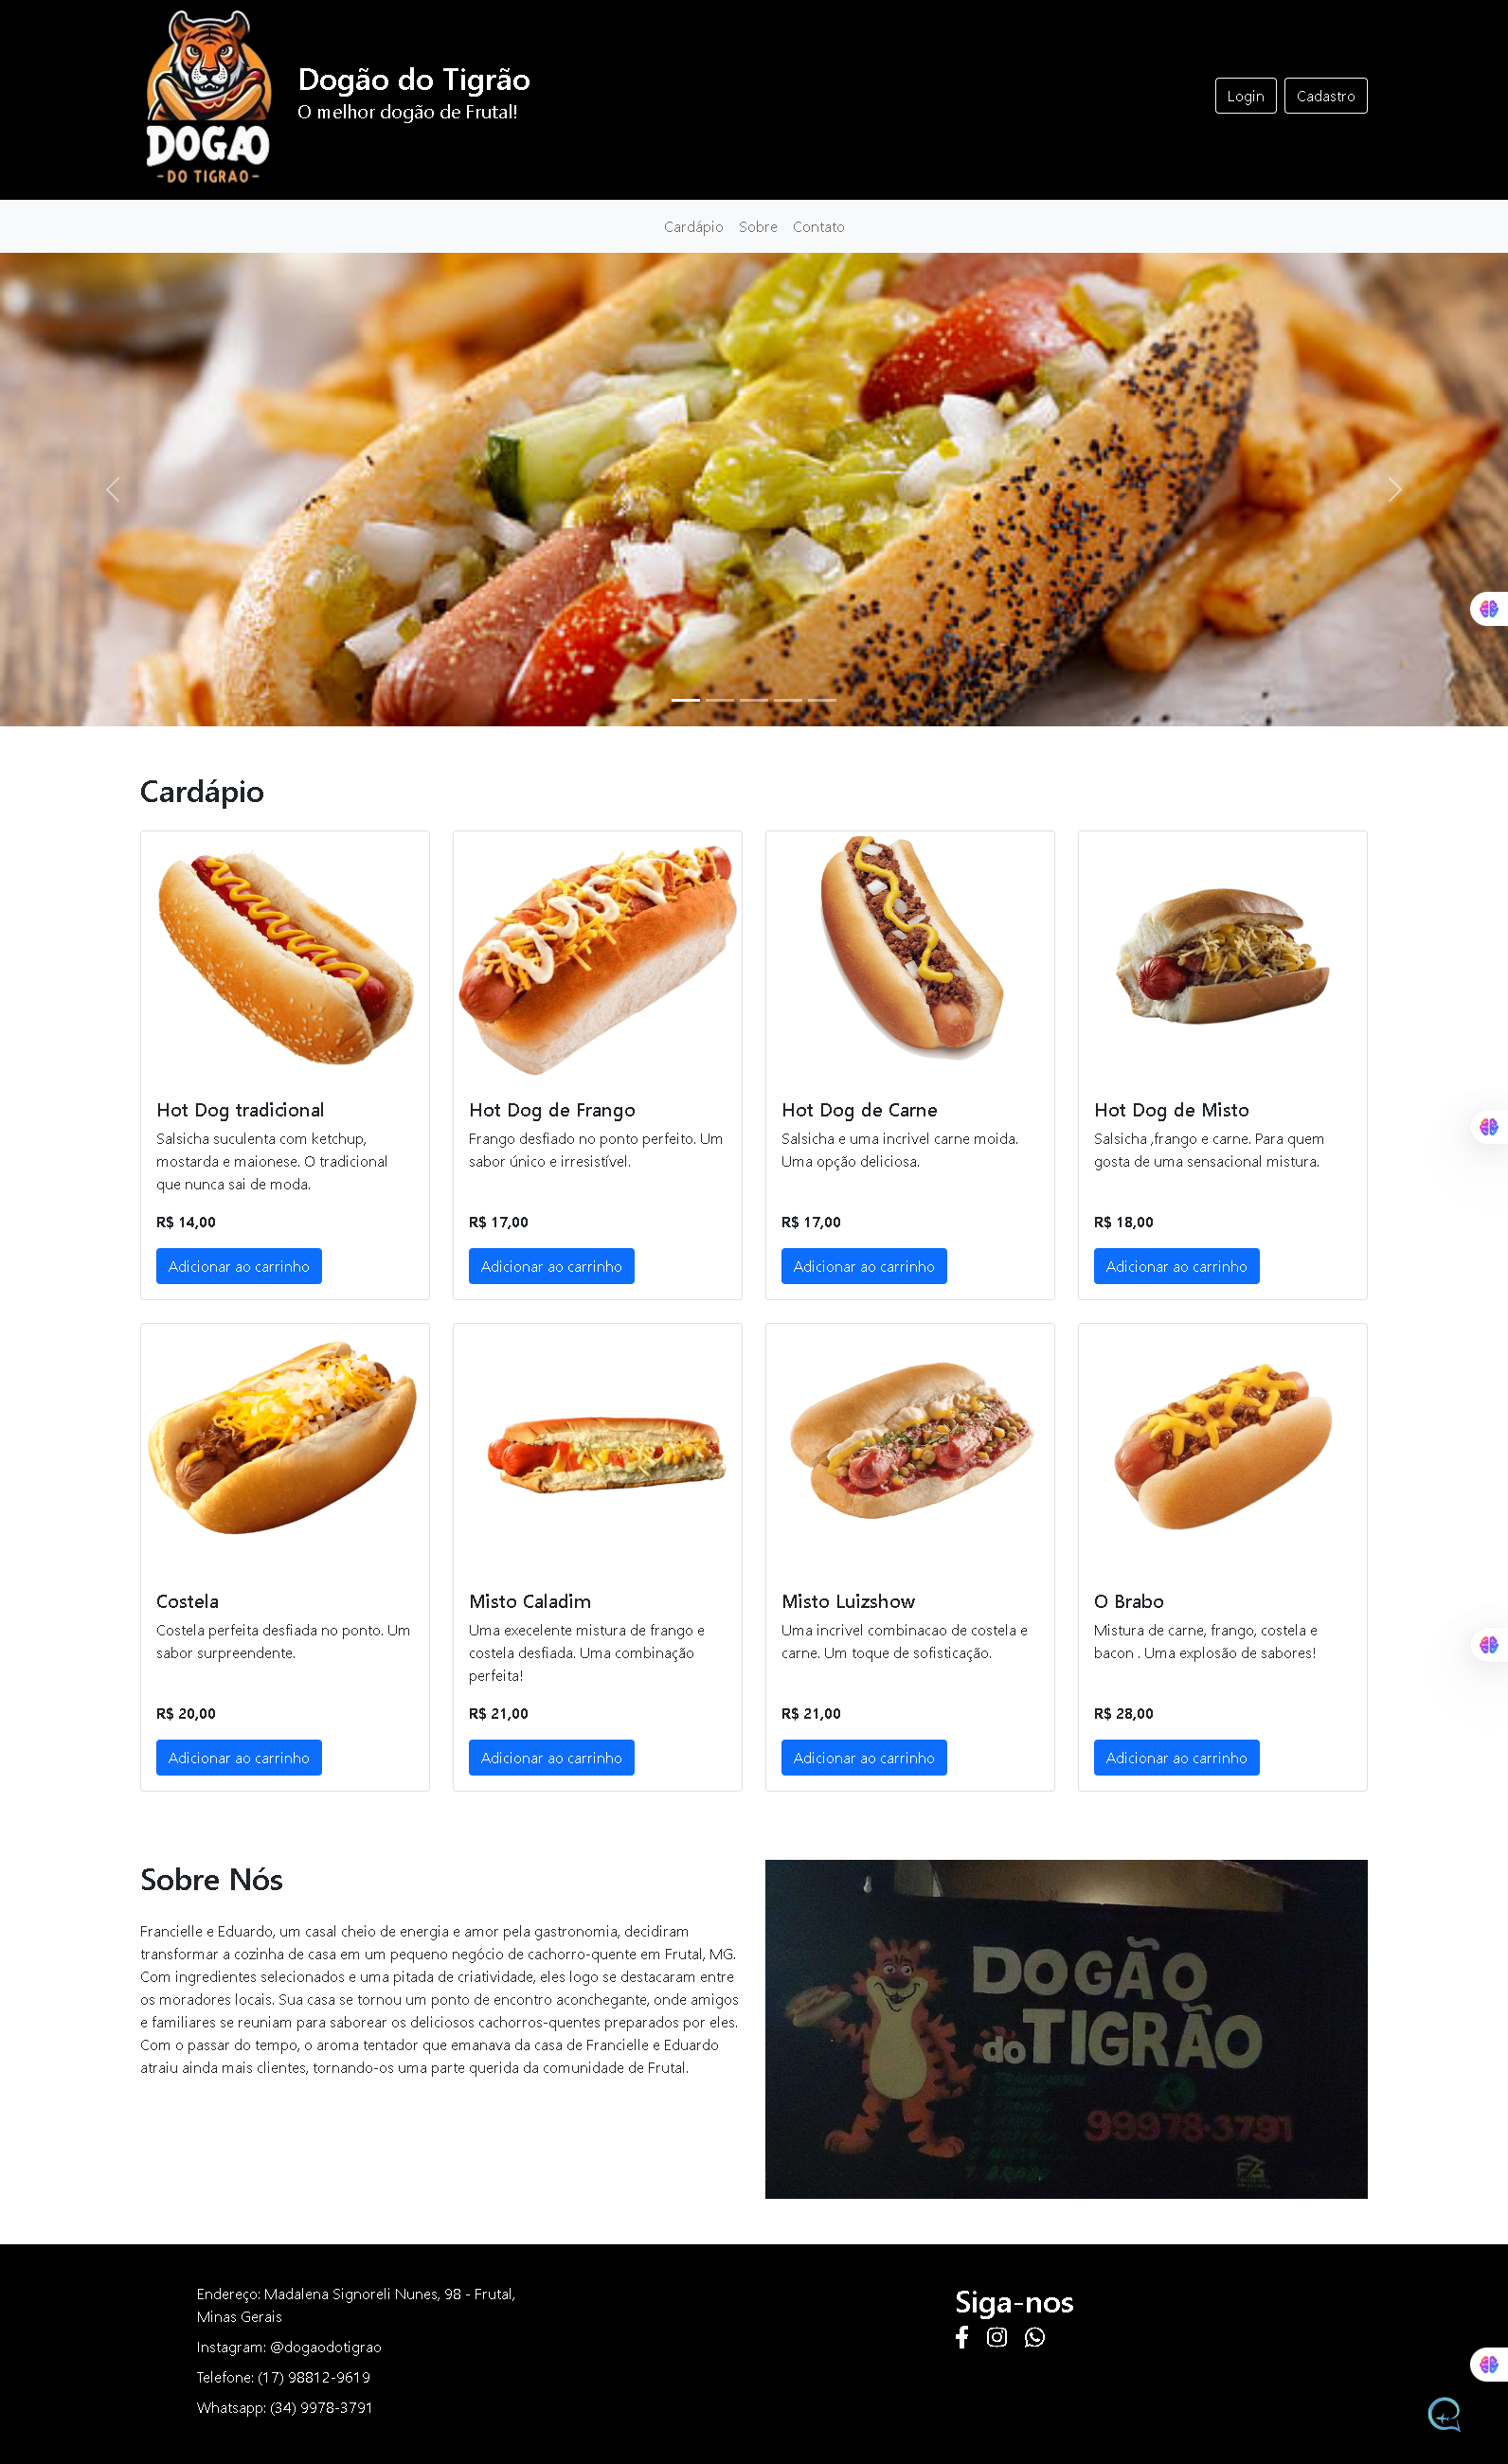 DOGAO
-DO TIGRAO-
Dogão do Tigrão
O melhor dogão de Frutal!
Login
Cadastro
Cardápio
Sobre
Contato
Cardápio
Hot Dog tradicional
Salsicha suculenta com ketchup,
mostarda e maionese. O tradicional
que nunca sai de moda.
R$ 14,00
Adicionar ao carrinho
Hot Dog de Frango
Frango desfiado no ponto perfeito. Um
sabor único e irresistível.
R$ 17,00
Adicionar ao carrinho
Hot Dog de Carne
Salsicha e uma incrivel carne moida.
Uma opção deliciosa.
R$ 17,00
Adicionar ao carrinho
Hot Dog de Misto
Salsicha ,frango e carne. Para quem
gosta de uma sensacional mistura.
R$ 18,00
Adicionar ao carrinho
Costela
Costela perfeita desfiada no ponto. Um
sabor surpreendente.
R$ 20,00
Adicionar ao carrinho
Misto Caladim
Uma execelente mistura de frango e
costela desfiada. Uma combinação
perfeita!
R$ 21,00
Adicionar ao carrinho
Misto Luizshow
Uma incrivel combinacao de costela e
carne. Um toque de sofisticação.
R$ 21,00
Adicionar ao carrinho
O Brabo
Mistura de carne, frango, costela e
bacon . Uma explosão de sabores!
R$ 28,00
Adicionar ao carrinho
Sobre Nós
Francielle e Eduardo, um casal cheio de energia e amor pela gastronomia, decidiram
transformar a cozinha de casa em um pequeno negócio de cachorro-quente em Frutal, MG.
Com ingredientes selecionados e uma pitada de criatividade, eles logo se destacaram entre
os moradores locais. Sua casa se tornou um ponto de encontro aconchegante, onde amigos
e familiares se reuniam para saborear os deliciosos cachorros-quentes preparados por eles.
Com o passar do tempo, o aroma tentador que emanava da casa de Francielle e Eduardo
atraiu ainda mais clientes, tornando-os uma parte querida da comunidade de Frutal.
DOGÃO
do TIGRÃO
99978-3791
Endereço: Madalena Signoreli Nunes, 98 - Frutal,
Minas Gerais
Instagram: @dogaodotigrao
Telefone: (17) 98812-9619
Whatsapp: (34) 9978-3791
Siga-nos